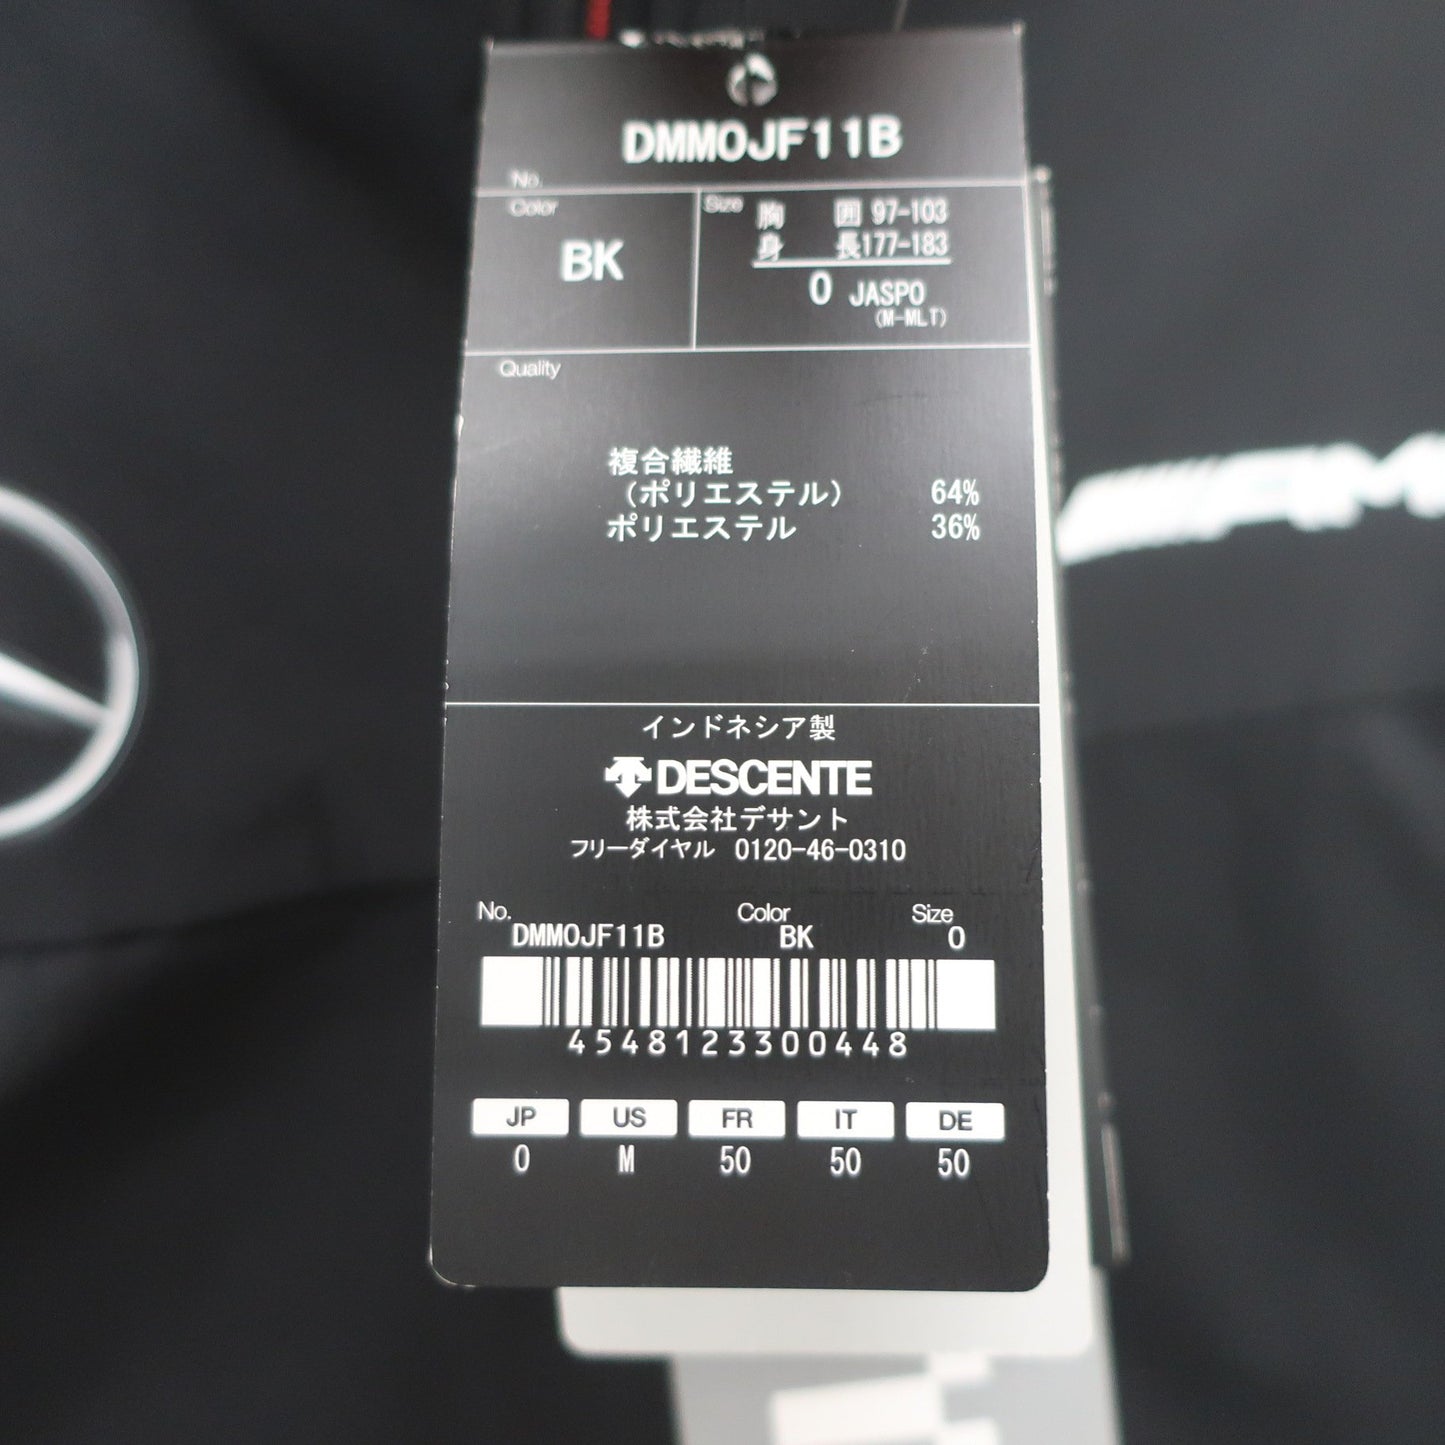 DMMOJF11B
No.
Color
BK
Size 胸 囲 97-103
身 長177-183
O JASPO
(M-MLT)
Quality
複合繊維
（ポリエステル） 64%
ポリエステル 36%
インドネシア製
DESCENTE
株式会社デサント
フリーダイヤル 0120-46-0310
No. Color Size
DMMOJF11B BK O
4548123300448
JP US FR IT DE
O M 50 50 50
AM